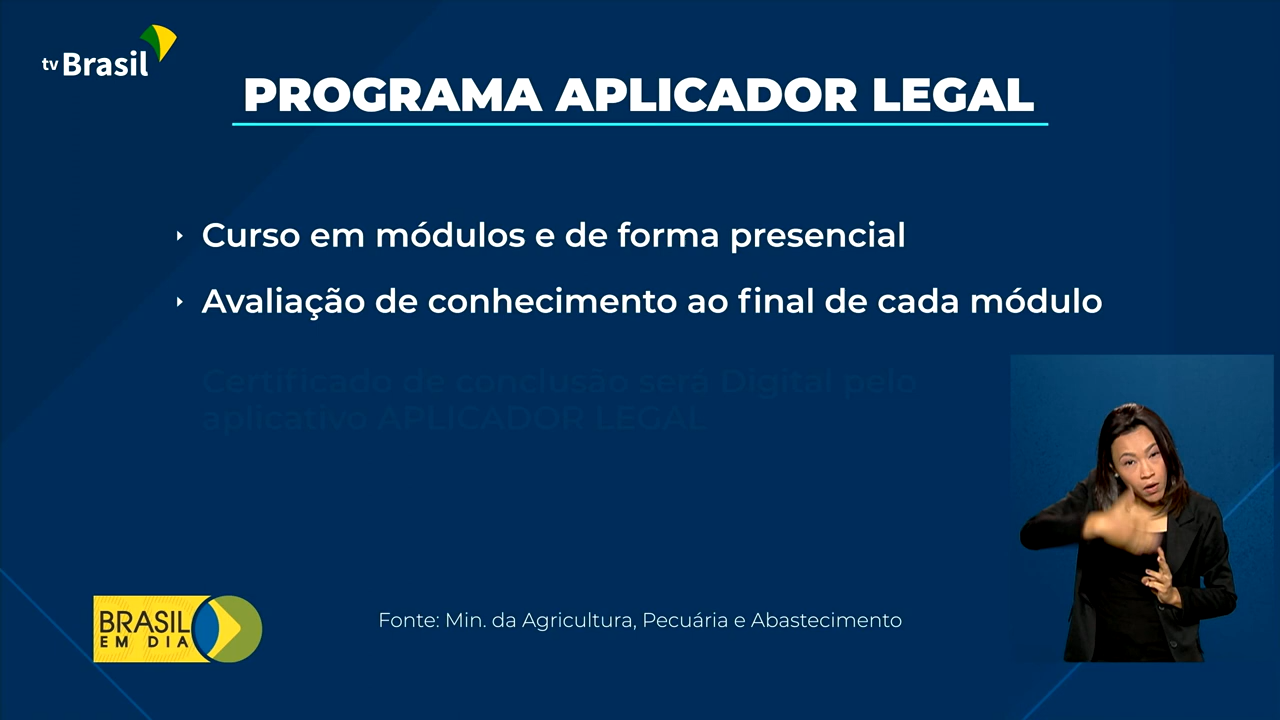 tv Brasil
PROGRAMA APLICADOR LEGAL
Curso em módulos e de forma presencial
Avaliação de conhecimento ao final de cada módulo
Certificado de conclusão será Digital pelo
aplicativo APLICADOR LEGAL
BRASIL
EM DIA
Fonte: Min. da Agricultura, Pecuária e Abastecimento